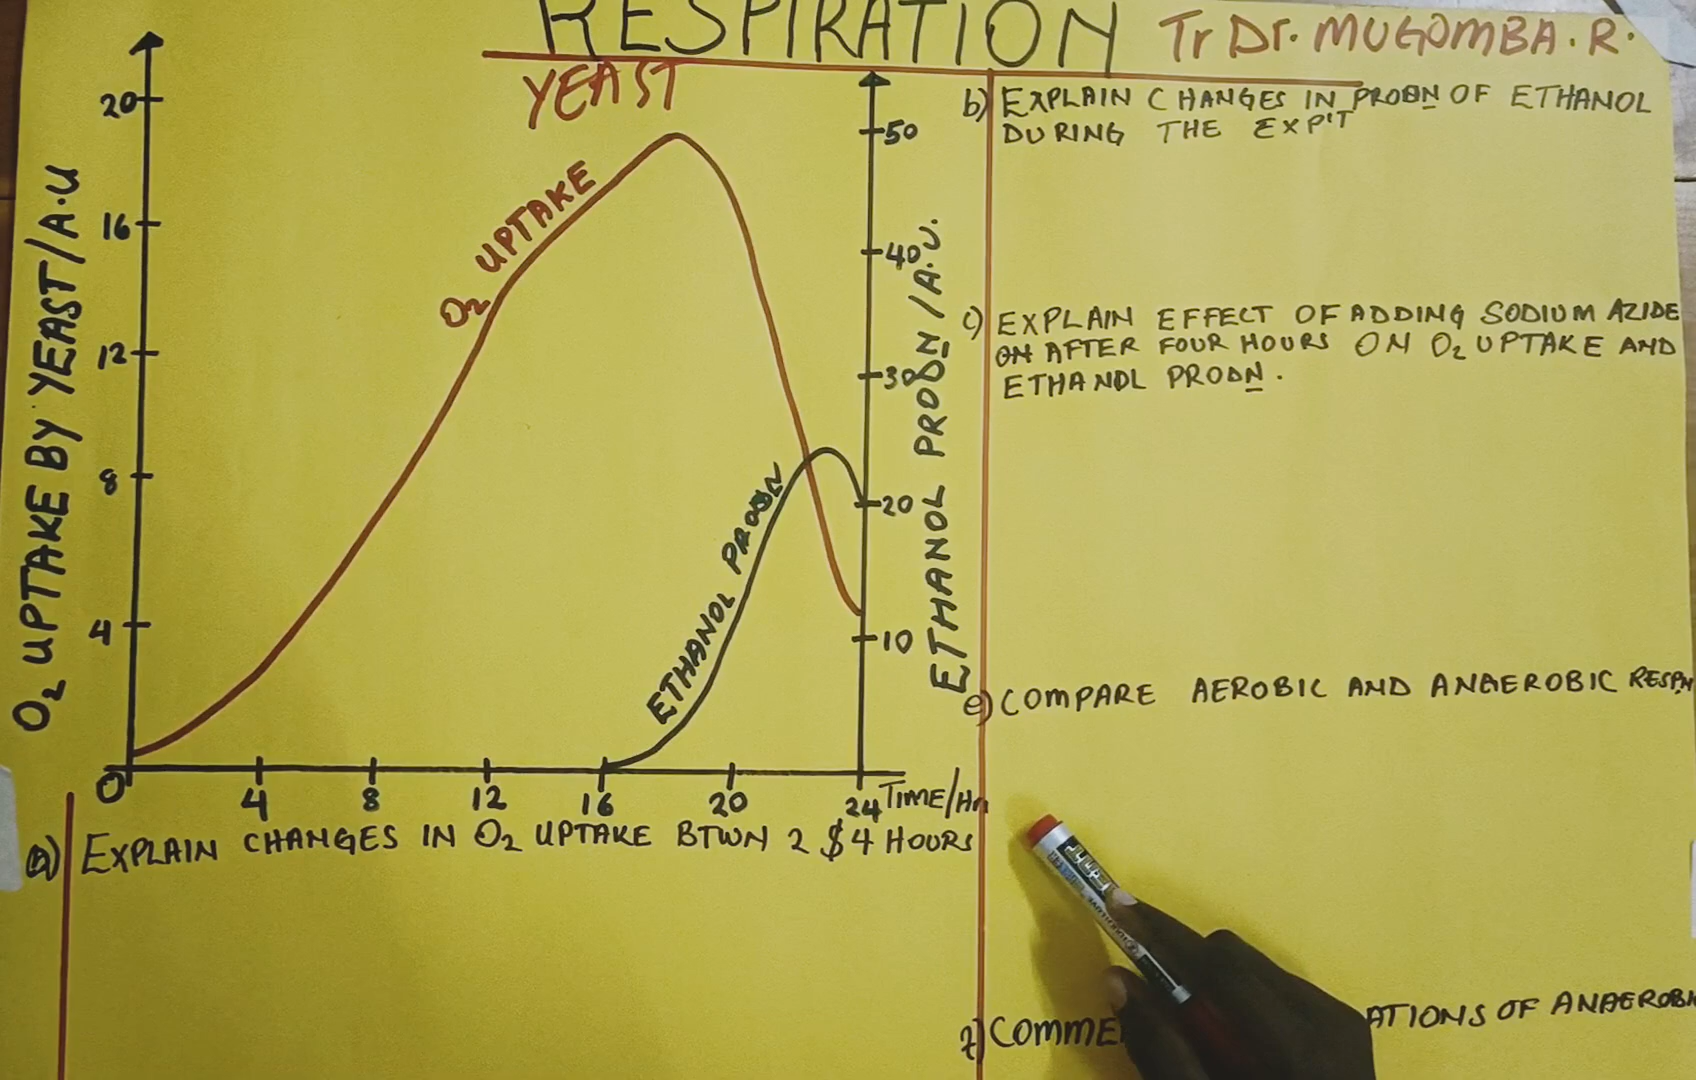 RESPIRATION Tr Dr. MUGOMBA. R.
YEAST
O₂ UPTAKE BY YEAST/A.U
20
16
12
8
4
0
O₂ UPTAKE
ETHANOL PRODN
50
40
30
20
10
ETHANOL PRODN/A.U.
4 8 12 16 20 24 TIME/Hr
a) EXPLAIN CHANGES IN O₂ UPTAKE BTWN 2 $ 4 HOURS
b) EXPLAIN CHANGES IN PRODN OF ETHANOL
DURING THE EXP'T
c) EXPLAIN EFFECT OF ADDING SODIUM AZIDE
ON AFTER FOUR HOURS ON O₂ UPTAKE AND
ETHANOL PRODN.
e) COMPARE AEROBIC AND ANAEROBIC RESPN
f) COMME ATIONS OF ANAEROBI